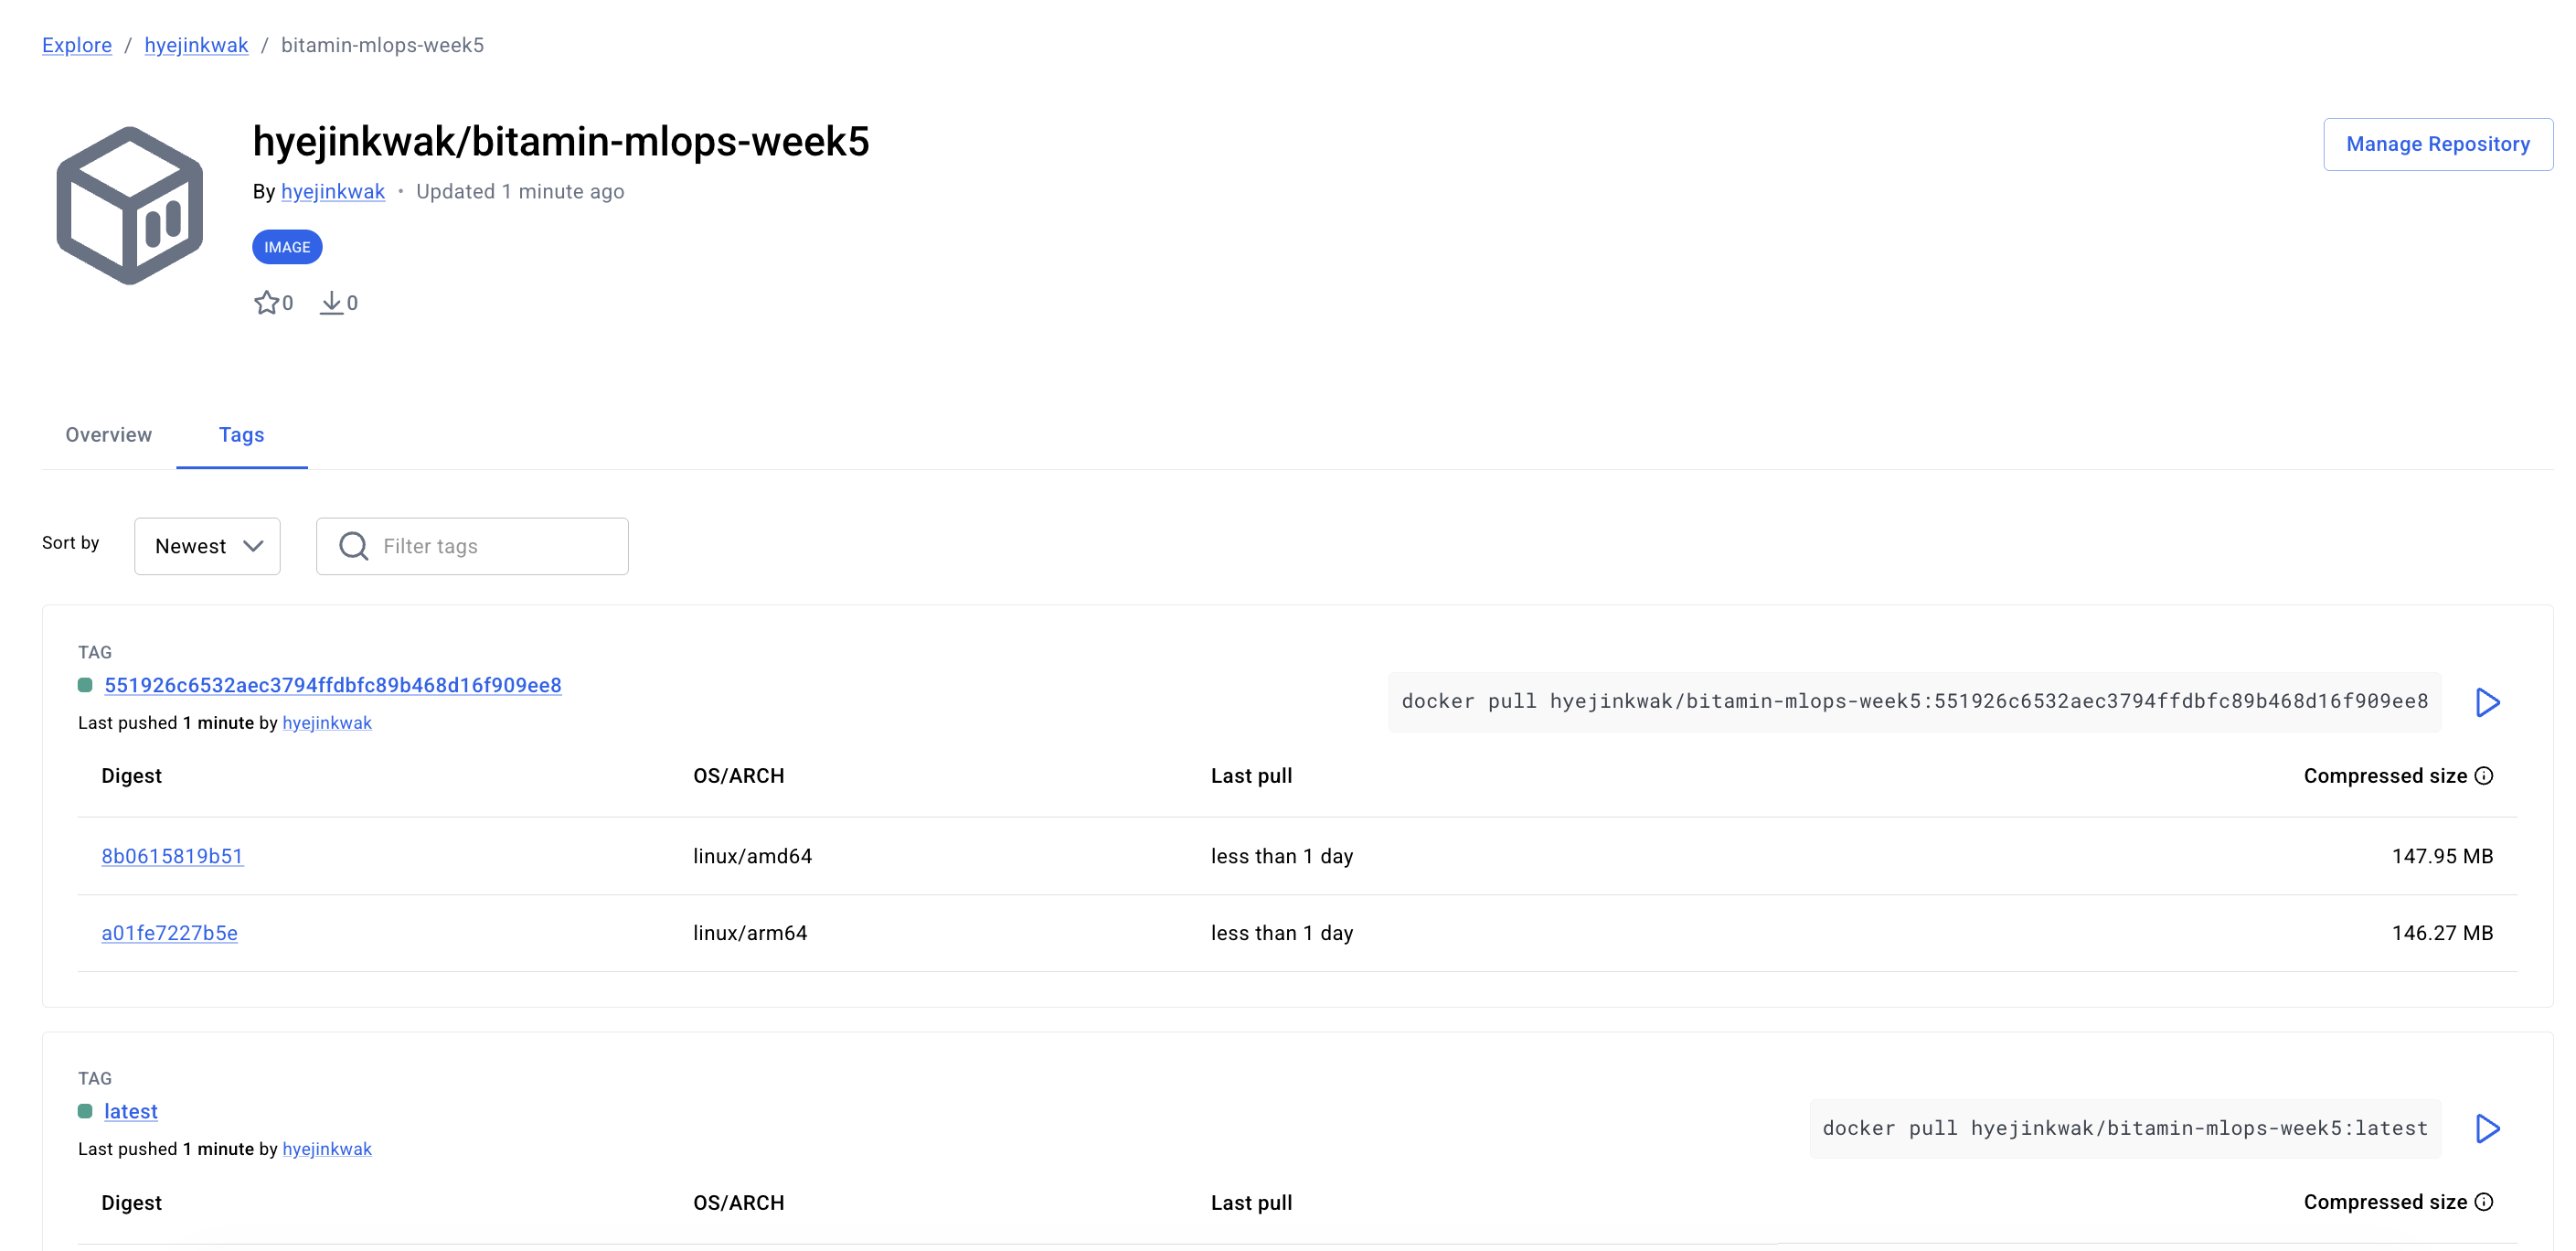 Explore / hyejinkwak / bitamin-mlops-week5
hyejinkwak/bitamin-mlops-week5
Manage Repository
By hyejinkwak • Updated 1 minute ago
IMAGE
0 0
Overview Tags
Sort by Newest Filter tags
TAG
551926c6532aec3794ffdbfc89b468d16f909ee8
docker pull hyejinkwak/bitamin-mlops-week5:551926c6532aec3794ffdbfc89b468d16f909ee8
Last pushed 1 minute by hyejinkwak
Digest OS/ARCH Last pull Compressed size
8b0615819b51 linux/amd64 less than 1 day 147.95 MB
a01fe7227b5e linux/arm64 less than 1 day 146.27 MB
TAG
latest
docker pull hyejinkwak/bitamin-mlops-week5:latest
Last pushed 1 minute by hyejinkwak
Digest OS/ARCH Last pull Compressed size